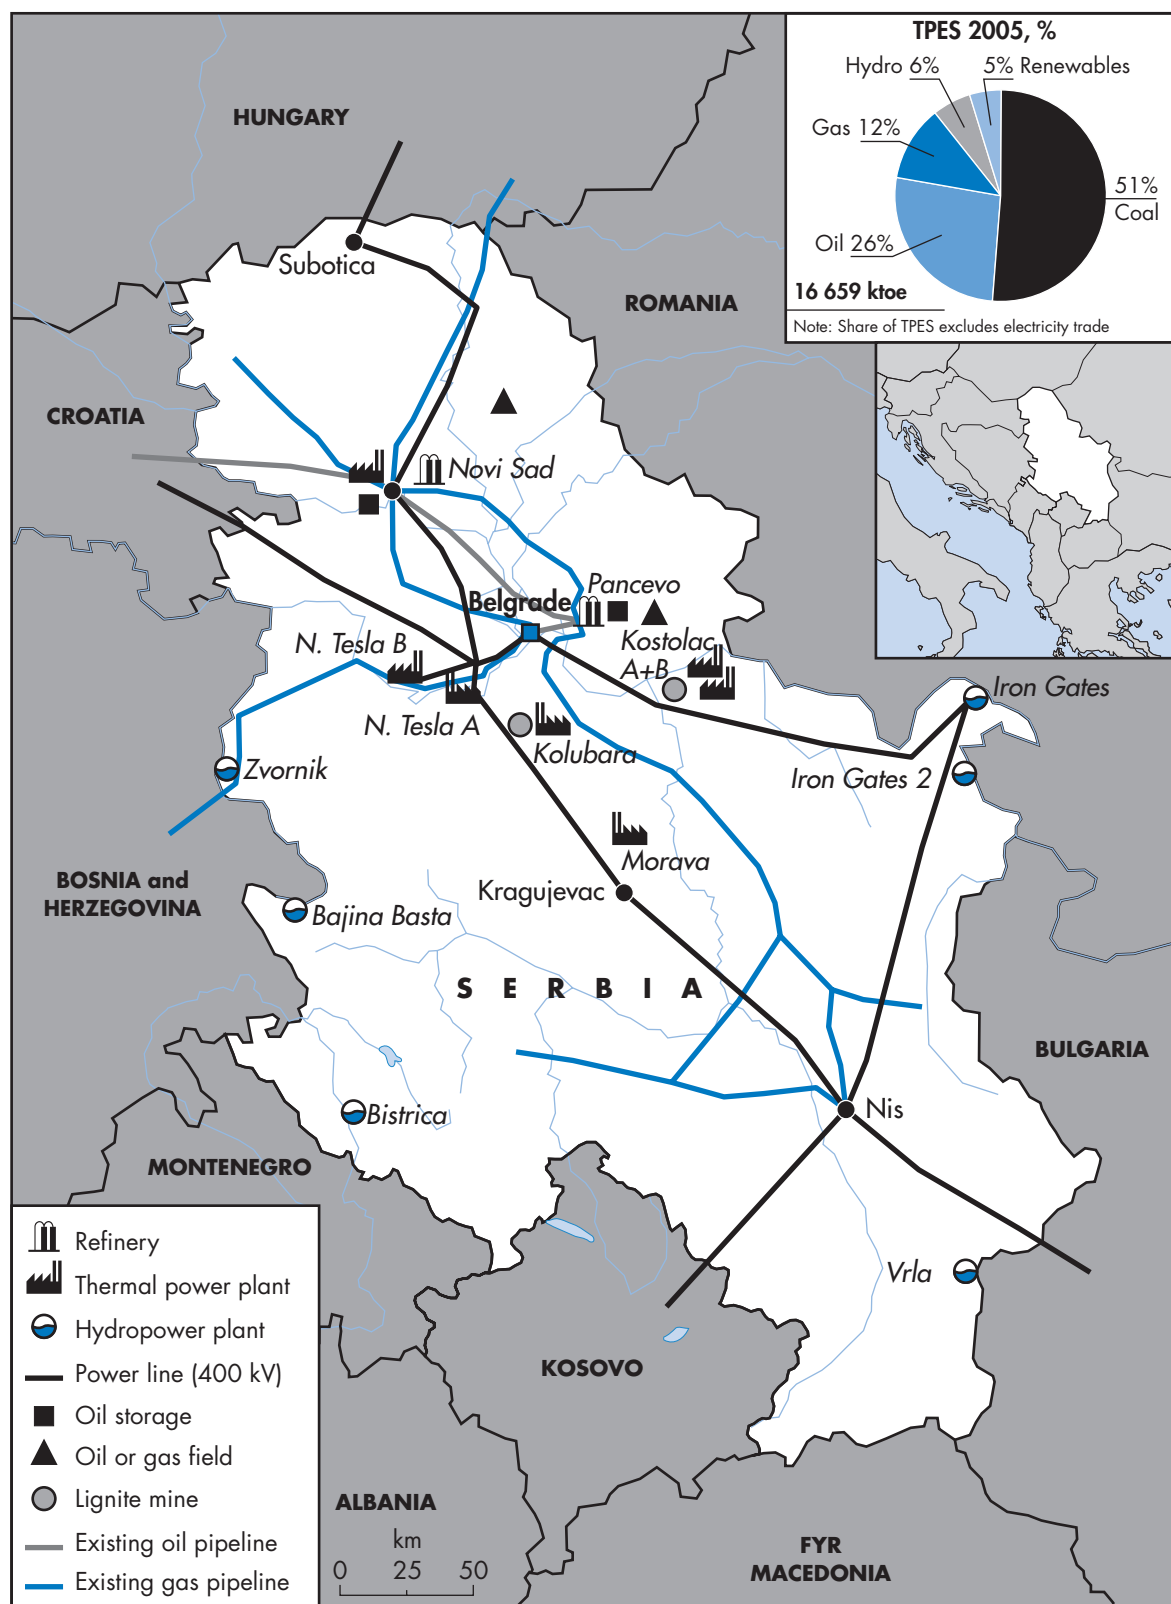 TPES 2005, %
Hydro 6%
5% Renewables
Gas 12%
51%
Coal
Oil 26%
16 659 ktoe
Note: Share of TPES excludes electricity trade
HUNGARY
Subotica
ROMANIA
CROATIA
Novi Sad
Pancevo
Belgrade
Kostolac
A+B
N. Tesla B
N. Tesla A
Kolubara
Iron Gates
Iron Gates 2
Zvornik
Morava
Kragujevac
BOSNIA and
HERZEGOVINA
Bajina Basta
SERBIA
BULGARIA
Nis
Bistrica
MONTENEGRO
Vrla
KOSOVO
ALBANIA
FYR
MACEDONIA
km
0 25 50
Refinery
Thermal power plant
Hydropower plant
Power line (400 kV)
Oil storage
Oil or gas field
Lignite mine
Existing oil pipeline
Existing gas pipeline